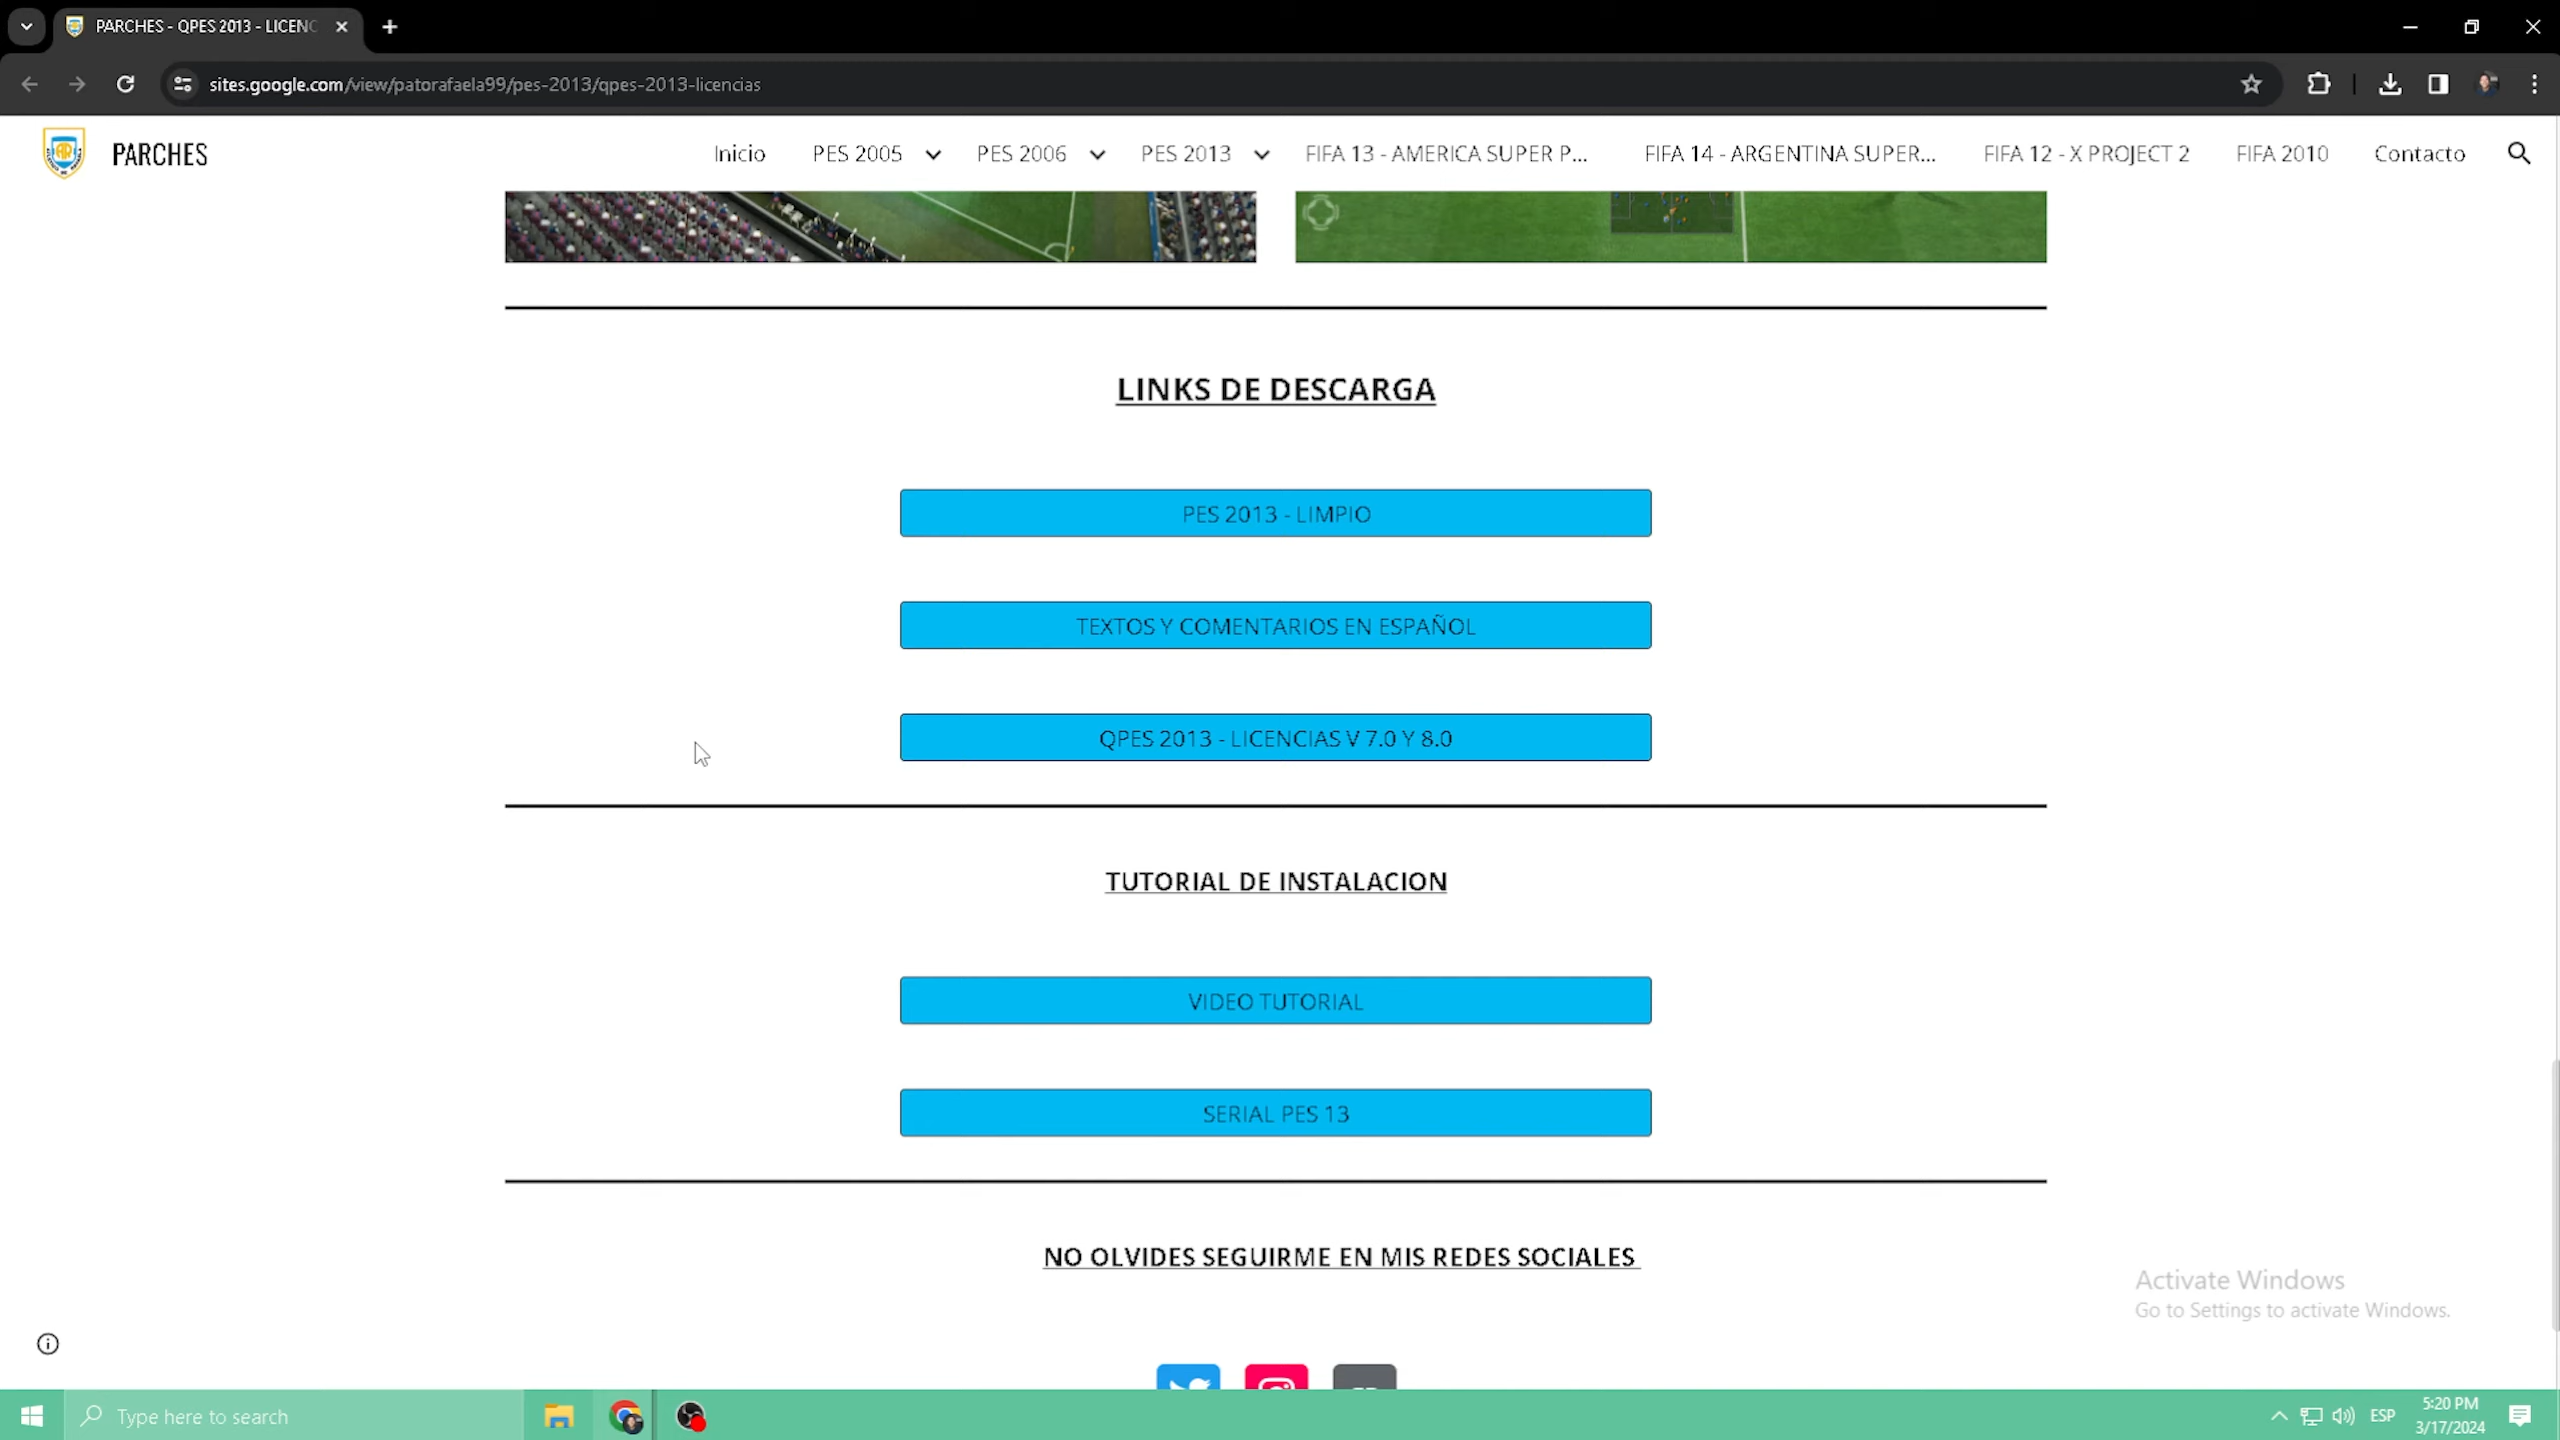 PARCHES - QPES 2013 - LICENC
sites.google.com/view/patorafaela99/pes-2013/qpes-2013-licencias
PARCHES
Inicio
PES 2005
PES 2006
PES 2013
FIFA 13 - AMERICA SUPER P...
FIFA 14 - ARGENTINA SUPER...
FIFA 12 - X PROJECT 2
FIFA 2010
Contacto
LINKS DE DESCARGA
PES 2013 - LIMPIO
TEXTOS Y COMENTARIOS EN ESPAÑOL
QPES 2013 - LICENCIAS V 7.0 Y 8.0
TUTORIAL DE INSTALACION
VIDEO TUTORIAL
SERIAL PES 13
NO OLVIDES SEGUIRME EN MIS REDES SOCIALES
Activate Windows
Go to Settings to activate Windows.
Type here to search
ESP
5:20 PM
3/17/2024